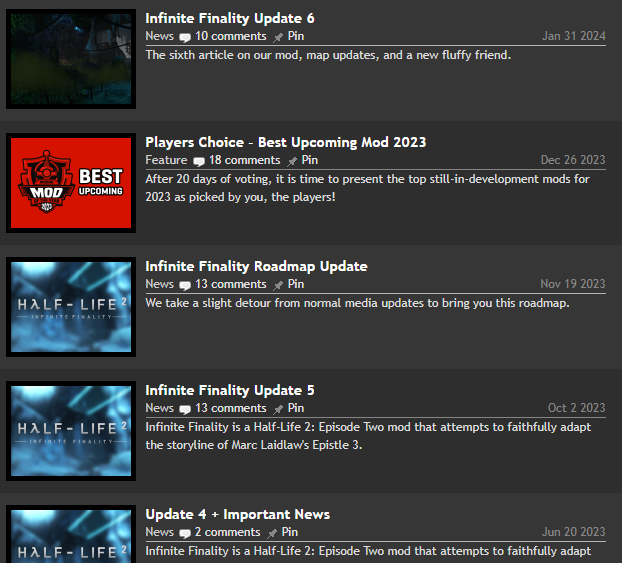 Infinite Finality Update 6
News 10 comments Pin Jan 31 2024
The sixth article on our mod, map updates, and a new fluffy friend.
MOD
2023
BEST
UPCOMING
Players Choice - Best Upcoming Mod 2023
Feature 18 comments Pin Dec 26 2023
After 20 days of voting, it is time to present the top still-in-development mods for
2023 as picked by you, the players!
HλLF-LIFE 2
INFINITE FINALITY
Infinite Finality Roadmap Update
News 13 comments Pin Nov 19 2023
We take a slight detour from normal media updates to bring you this roadmap.
HλLF-LIFE 2
INFINITE FINALITY
Infinite Finality Update 5
News 13 comments Pin Oct 2 2023
Infinite Finality is a Half-Life 2: Episode Two mod that attempts to faithfully adapt
the storyline of Marc Laidlaw's Epistle 3.
HλLF-LIFE 2
Update 4 + Important News
News 2 comments Pin Jun 20 2023
Infinite Finality is a Half-Life 2: Episode Two mod that attempts to faithfully adapt